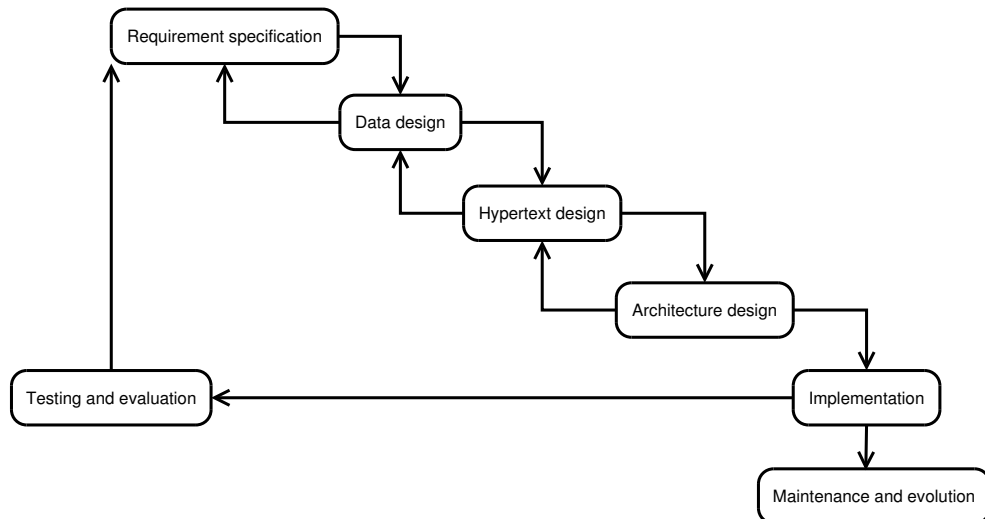 Requirement specification
Data design
Hypertext design
Architecture design
Testing and evaluation
Implementation
Maintenance and evolution